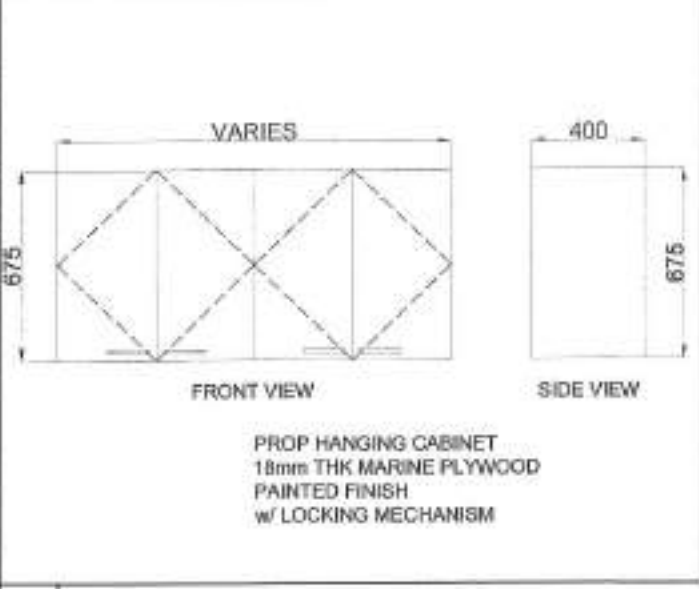 VARIES
400
675
675
FRONT VIEW
SIDE VIEW
PROP HANGING CABINET
18mm THK MARINE PLYWOOD
PAINTED FINISH
w/ LOCKING MECHANISM